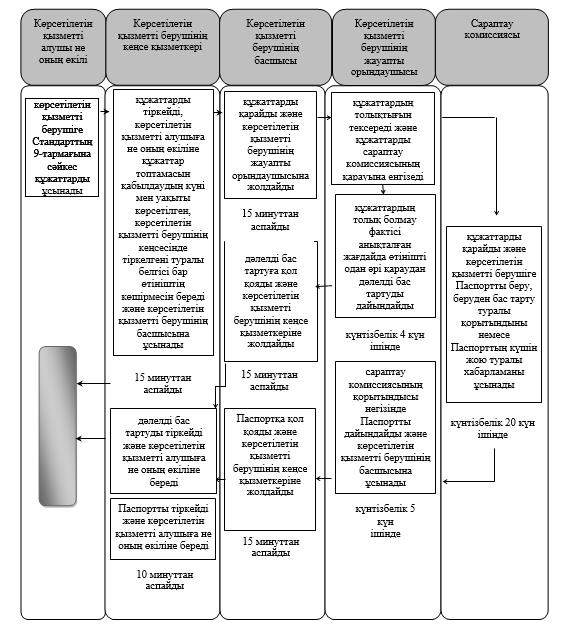 Көрсетілетін
қызметті
алушы не
оның өкілі
Көрсетілетін
қызметті берушінің
кеңсе қызметкері
Көрсетілетін
қызметті
берушінің
басшысы
Көрсетілетін
қызметті
берушінің
жауапты
орындаушысы
Сараптау
комиссиясы
көрсетілетін
қызметті
берушіге
Стандарттың
9-тармағына
сәйкес
құжаттарды
ұсынады
құжаттарды
тіркейді,
көрсетілетін
қызметті алушыға
не оның өкіліне
құжаттар
топтамасын
қабылдаудың күні
мен уақыты
көрсетілген,
көрсетілетін
қызметті берушінің
кеңсесінде
тіркелгені туралы
белгісі бар
өтініштің
көшірмесін береді
және көрсетілетін
қызметті берушінің
басшысына
ұсынады
15 минуттан
аспайды
дәлелді бас
тартуды тіркейді
және көрсетілетін
қызметті алушыға
не оның өкіліне
береді
Паспортты тіркейді
және көрсетілетін
қызметті алушыға не
оның өкіліне береді
10 минуттан
аспайды
құжаттарды
қарайды және
көрсетілетін
қызметті
берушінің
жауапты
орындаушысына
жолдайды
15 минуттан
аспайды
дәлелді бас
тартуға қол
қояды және
көрсетілетін
қызметті
берушінің кеңсе
қызметкеріне
жолдайды
15 минуттан
аспайды
Паспортқа қол
қояды және
көрсетілетін
қызметті
берушінің кеңсе
қызметкеріне
жолдайды
15 минуттан
аспайды
құжаттардың
толықтығын
тексереді және
құжаттарды
сараптау
комиссиясының
қарауына енгізеді
құжаттардың
толық болмау
фактісі
анықталған
жағдайда өтінішті
одан әрі қараудан
дәлелді бас
тартуды
дайындайды
күнтізбелік 4 күн
ішінде
сараптау
комиссиясының
қорытындысы
негізінде
Паспортты
дайындайды және
көрсетілетін
қызметті берушінің
басшысына
ұсынады
күнтізбелік 5
күн
ішінде
құжаттарды
қарайды және
көрсетілетін
қызметті берушіге
Паспортты беру,
беруден бас тарту
туралы
қорытындыны
немесе
Паспорттың күшін
жою туралы
хабарламаны
ұсынады
күнтізбелік 20 күн
ішінде